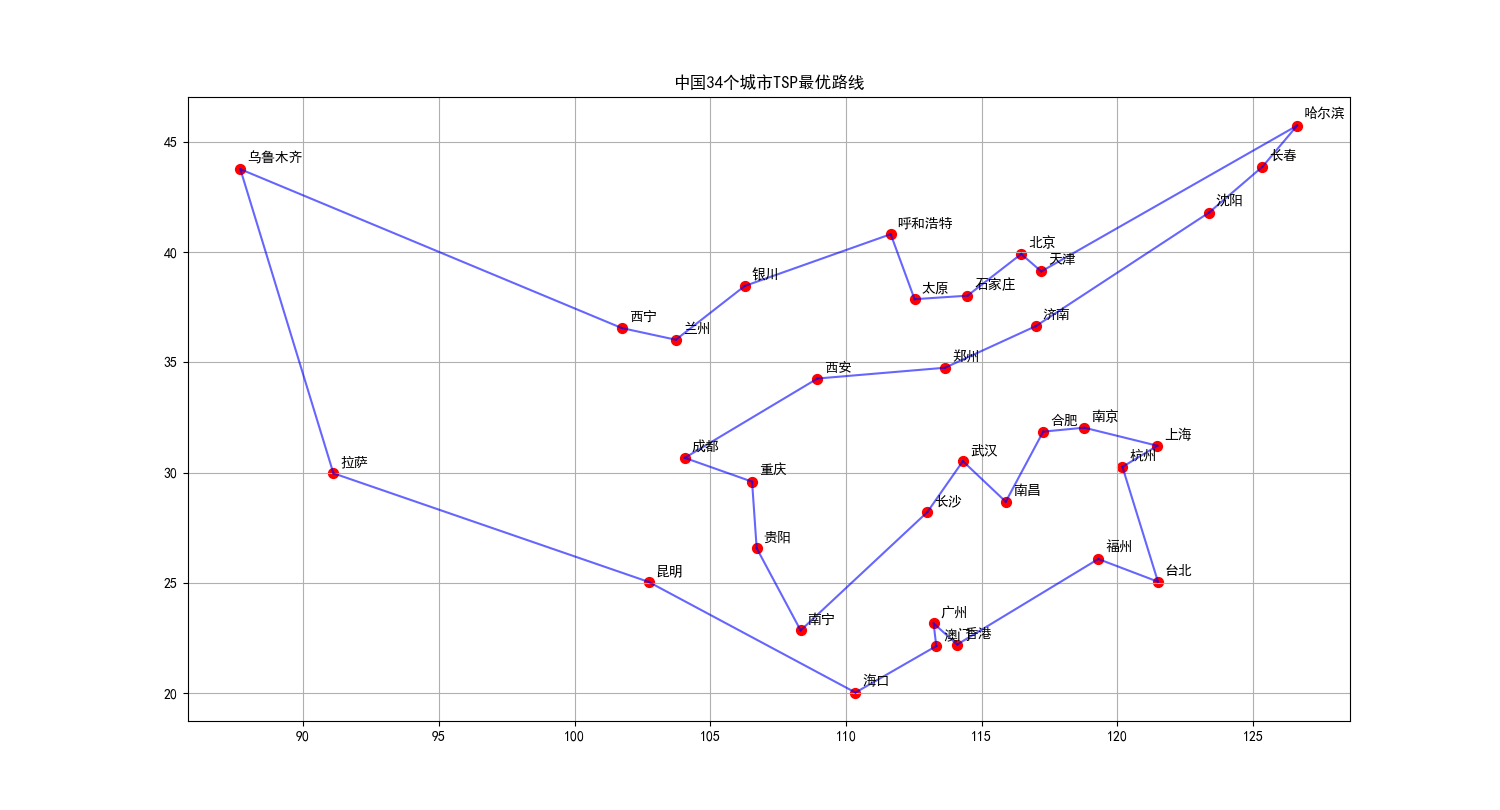 中国34个城市TSP最优路线
哈尔滨
45
乌鲁木齐
长春
沈阳
呼和浩特
北京
40
天津
银川
石家庄
太原
西宁
济南
兰州
35
郑州
西安
合肥
南京
上海
成都
武汉
杭州
30
拉萨
重庆
南昌
长沙
贵阳
福州
25
昆明
台北
广州
南宁
澳门
香港
20
海口
90
95
100
105
110
115
120
125